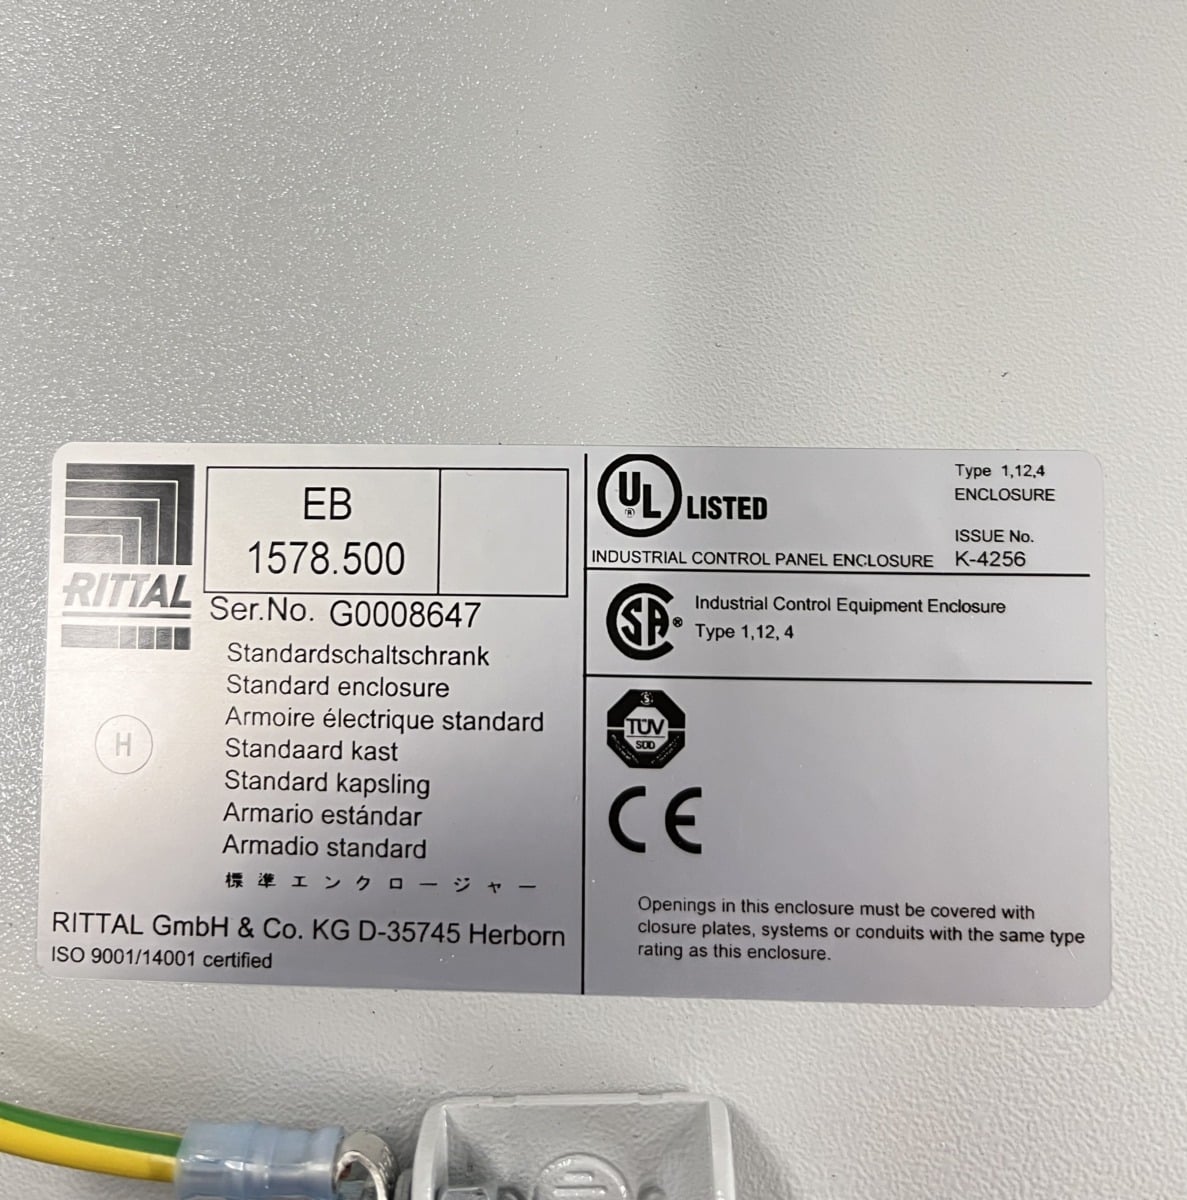 RITTAL
EB
1578.500
Ser.No. G0008647
Standardschaltschrank
Standard enclosure
Armoire électrique standard
Standaard kast
Standard kapsling
Armario estándar
Armadio standard
標準エンクロージャー
H
RITTAL GmbH & Co. KG D-35745 Herborn
ISO 9001/14001 certified
UL ® LISTED
Type 1,12,4
ENCLOSURE
ISSUE No.
INDUSTRIAL CONTROL PANEL ENCLOSURE K-4256
SA ®
Industrial Control Equipment Enclosure
Type 1,12, 4
S
TÜV
SÜD
CE
Openings in this enclosure must be covered with
closure plates, systems or conduits with the same type
rating as this enclosure.